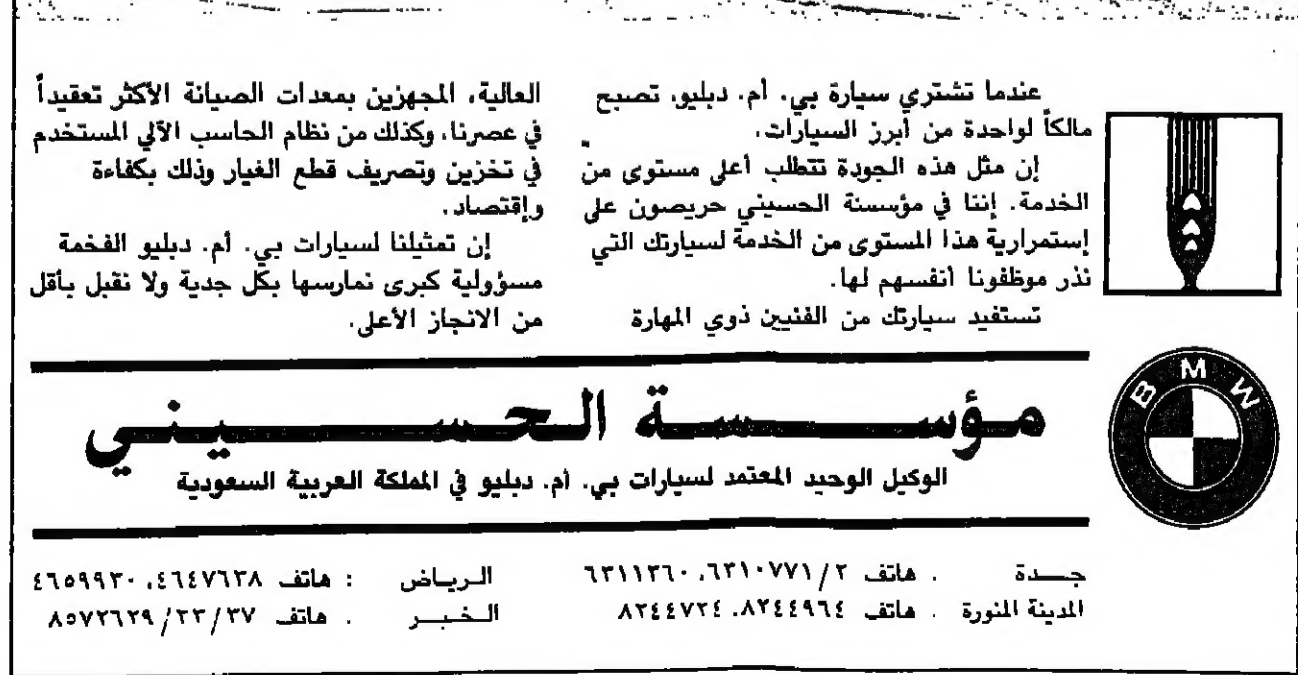 عندما تشتري سيارة بي. أم. دبليو، تصبح
مالكاً لواحدة من أبرز السيارات.
إن مثل هذه الجودة تتطلب أعلى مستوى من
الخدمة. إننا في مؤسسة الحسيني حريصون على
إستمرارية هذا المستوى من الخدمة لسيارتك التي
نذر موظفونا أنفسهم لها.
تستفيد سيارتك من الفنيين ذوي المهارة
العالية، المجهزين بمعدات الصيانة الأكثر تعقيداً
في عصرنا، وكذلك من نظام الحاسب الآلي المستخدم
في تخزين وتصريف قطع الغيار وذلك بكفاءة
وإقتصاد.
إن تمثيلنا لسيارات بي. أم. دبليو الفخمة
مسؤولية كبرى نمارسها بكل جدية ولا نقبل بأقل
من الانجاز الأعلى.
BMW
مؤسسة الحسيني
الوكيل الوحيد المعتمد لسيارات بي. أم. دبليو في المملكة العربية السعودية
جدة . هاتف ٦٣١٠٧٧١/٢، ٦٣١١٣٦٠
المدينة المنورة . هاتف ٨٢٤٤٩٦٤، ٨٢٤٤٧٢٤
الرياض : هاتف ٤٦٤٧٦٣٨، ٤٦٥٩٩٣٠
الخبر . هاتف ٨٥٧٢٦٢٩/٢٣/٣٧